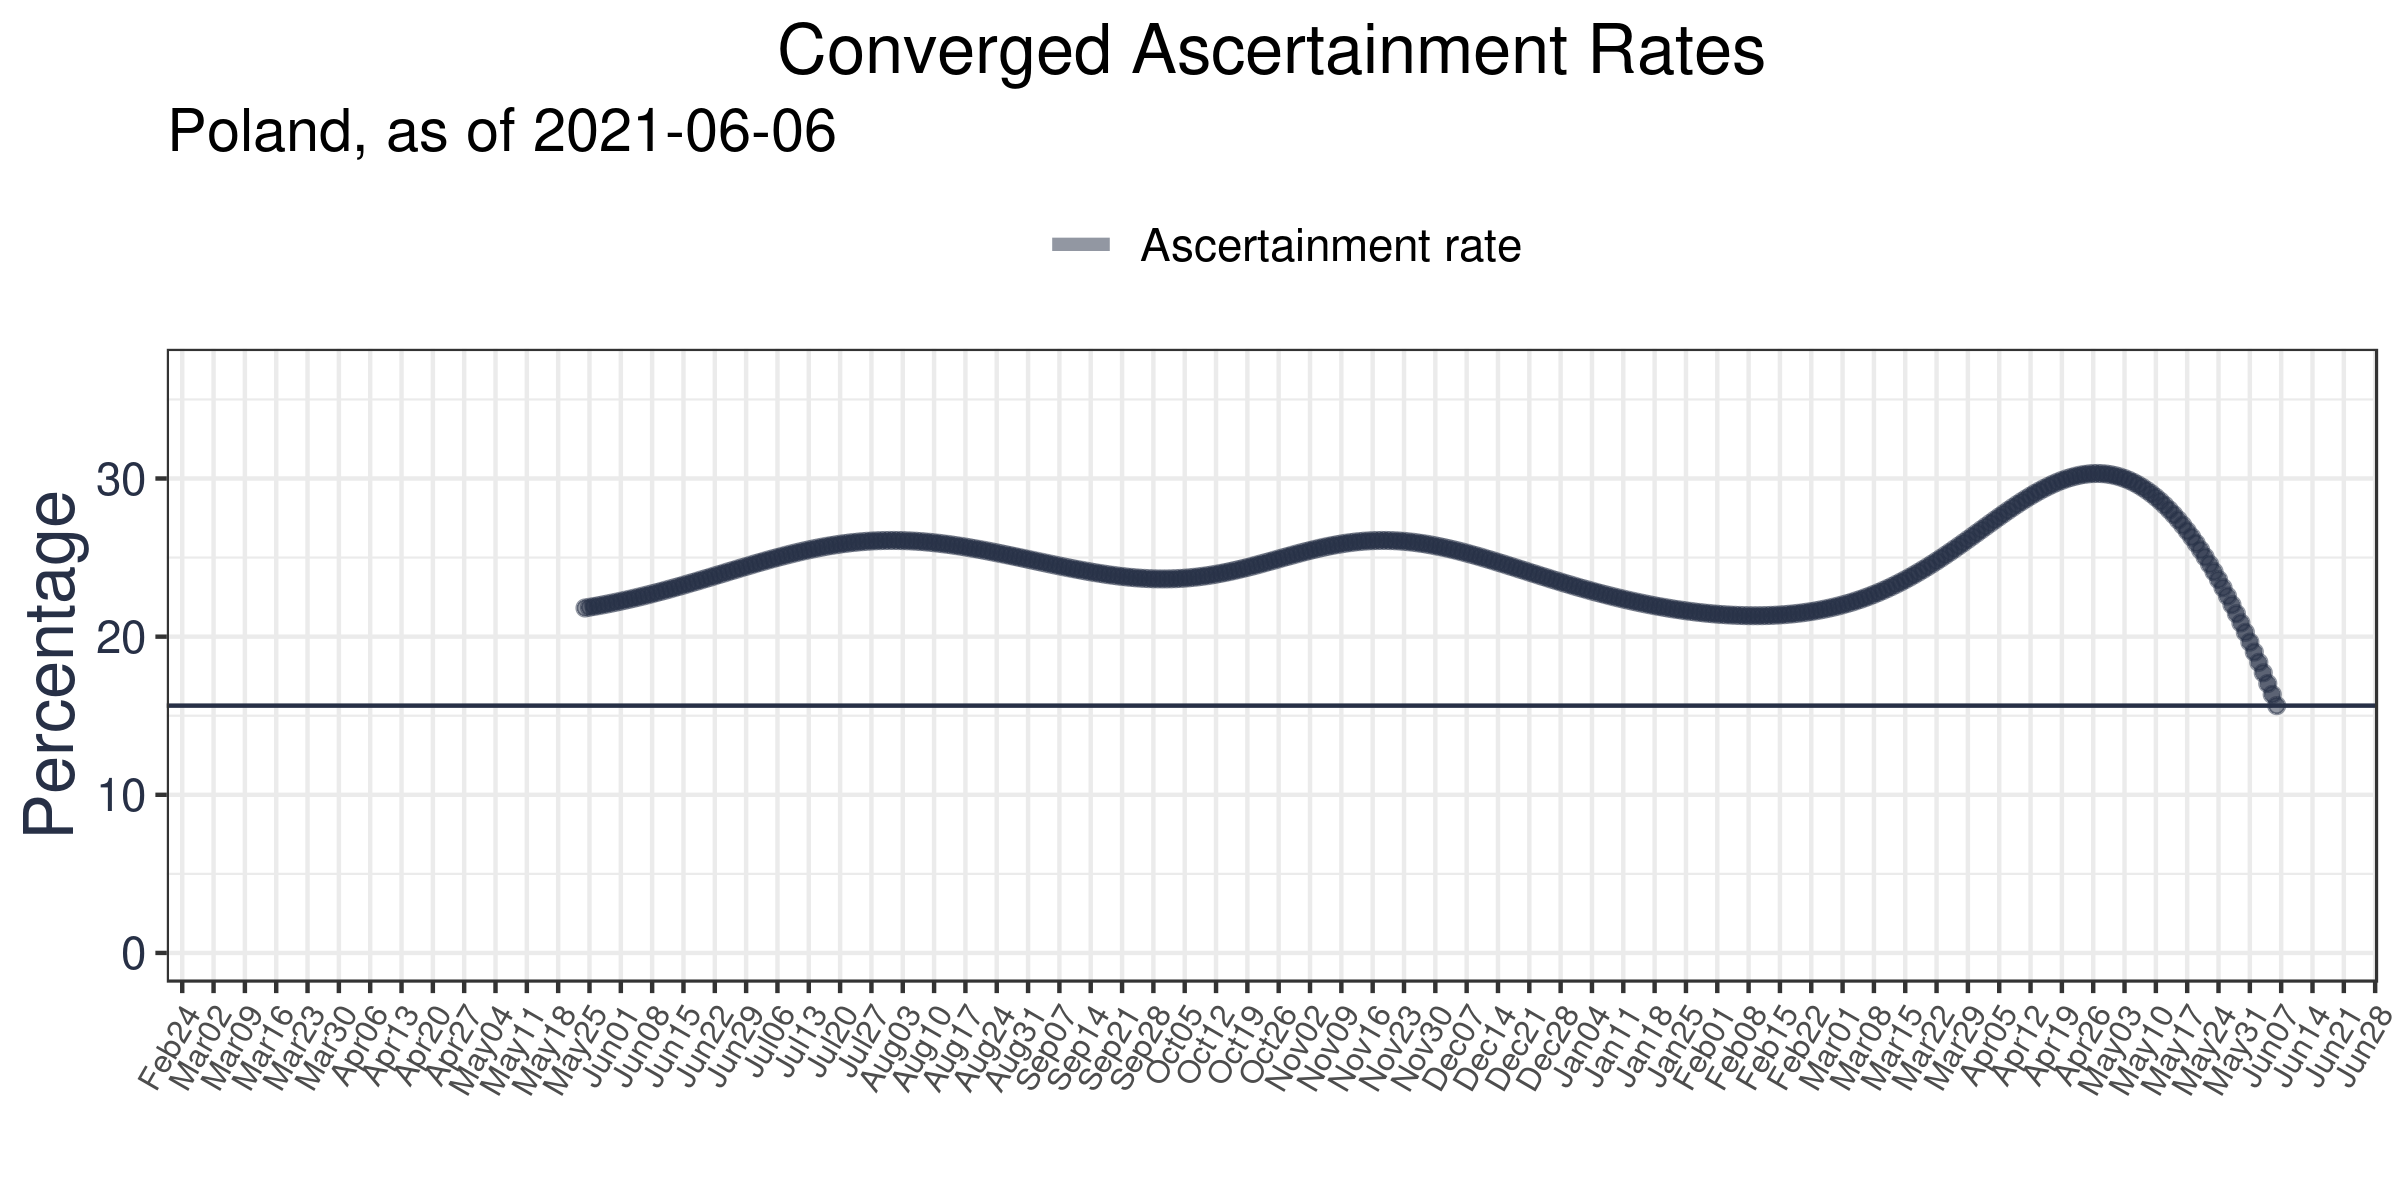 Converged Ascertainment Rates
Poland, as of 2021-06-06
Ascertainment rate
Percentage
30
20
10
0
Feb24 Mar02 Mar09 Mar16 Mar23 Mar30 Apr06 Apr13 Apr20 Apr27 May04 May11 May18 May25 Jun01 Jun08 Jun15 Jun22 Jun29 Jul06 Jul13 Jul20 Jul27 Aug03 Aug10 Aug17 Aug24 Aug31 Sep07 Sep14 Sep21 Sep28 Oct05 Oct12 Oct19 Oct26 Nov02 Nov09 Nov16 Nov23 Nov30 Dec07 Dec14 Dec21 Dec28 Jan04 Jan11 Jan18 Jan25 Feb01 Feb08 Feb15 Feb22 Mar01 Mar08 Mar15 Mar22 Mar29 Apr05 Apr12 Apr19 Apr26 May03 May10 May17 May24 May31 Jun07 Jun14 Jun21 Jun28